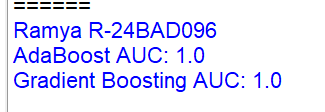 ======
Ramya R-24BAD096
AdaBoost AUC: 1.0
Gradient Boosting AUC: 1.0